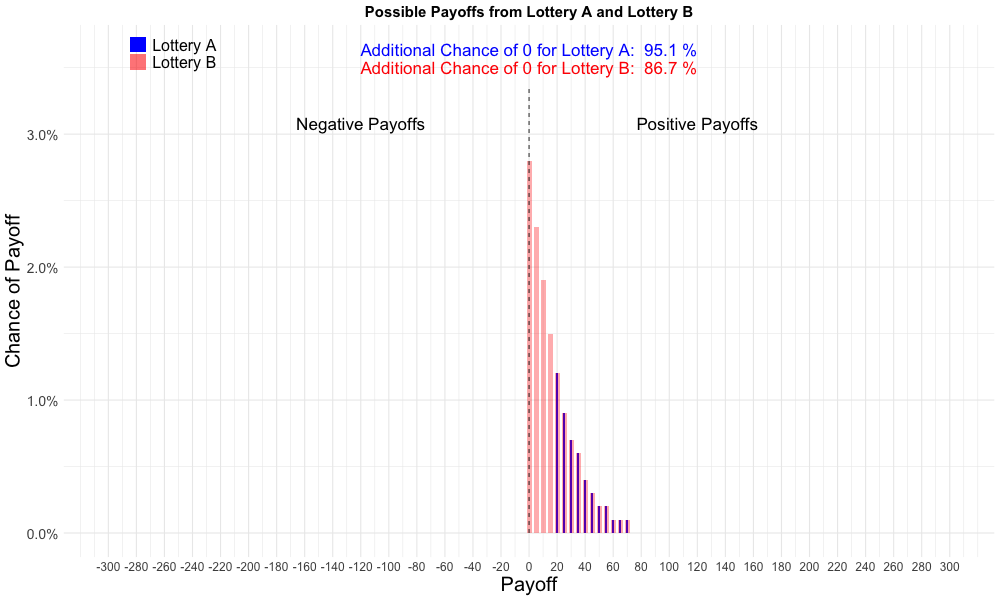 Possible Payoffs from Lottery A and Lottery B
Lottery A
Lottery B
Additional Chance of 0 for Lottery A: 95.1 %
Additional Chance of 0 for Lottery B: 86.7 %
Negative Payoffs
Positive Payoffs
Chance of Payoff
3.0%
2.0%
1.0%
0.0%
-300 -280 -260 -240 -220 -200 -180 -160 -140 -120 -100 -80 -60 -40 -20 0 20 40 60 80 100 120 140 160 180 200 220 240 260 280 300
Payoff